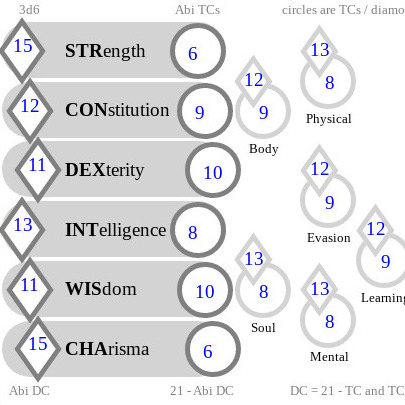 3d6 Abi TCs circles are TCs / diamo
15 STRength 6 13
12 8
12 CONstitution 9 9 Physical
Body
11 DEXterity 10 12
9
13 INTelligence 8 Evasion 12
13 9
11 WISdom 10 8 13 Learning
Soul 8
15 CHArisma 6 Mental
Abi DC 21 - Abi DC DC = 21 - TC and TC